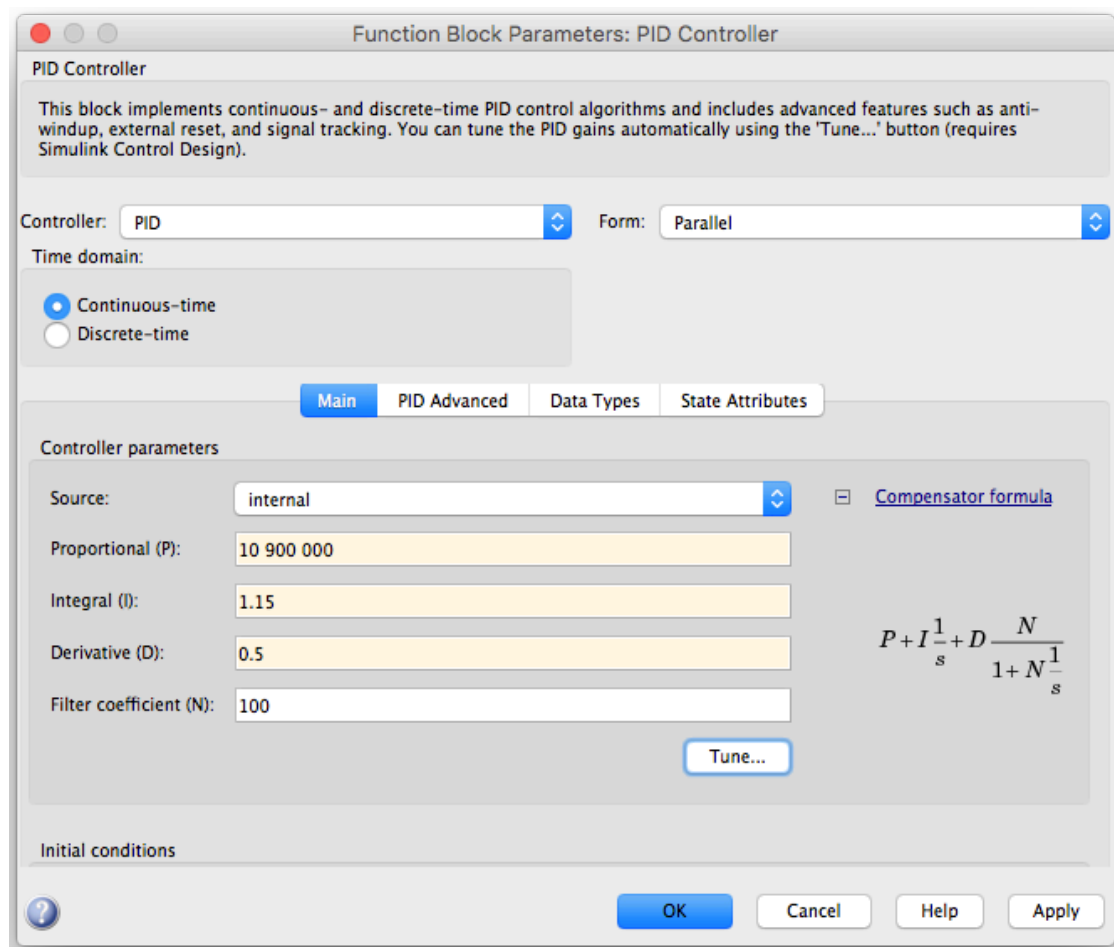 Function Block Parameters: PID Controller
PID Controller
This block implements continuous- and discrete-time PID control algorithms and includes advanced features such as anti-
windup, external reset, and signal tracking. You can tune the PID gains automatically using the 'Tune...' button (requires
Simulink Control Design).
Controller: PID Form: Parallel
Time domain:
Continuous-time
Discrete-time
Main PID Advanced Data Types State Attributes
Controller parameters
Source: internal Compensator formula
Proportional (P): 10 900 000
Integral (I): 1.15
Derivative (D): 0.5
P + I 1/s + D N/(1 + N 1/s)
Filter coefficient (N): 100
Tune...
Initial conditions
? OK Cancel Help Apply